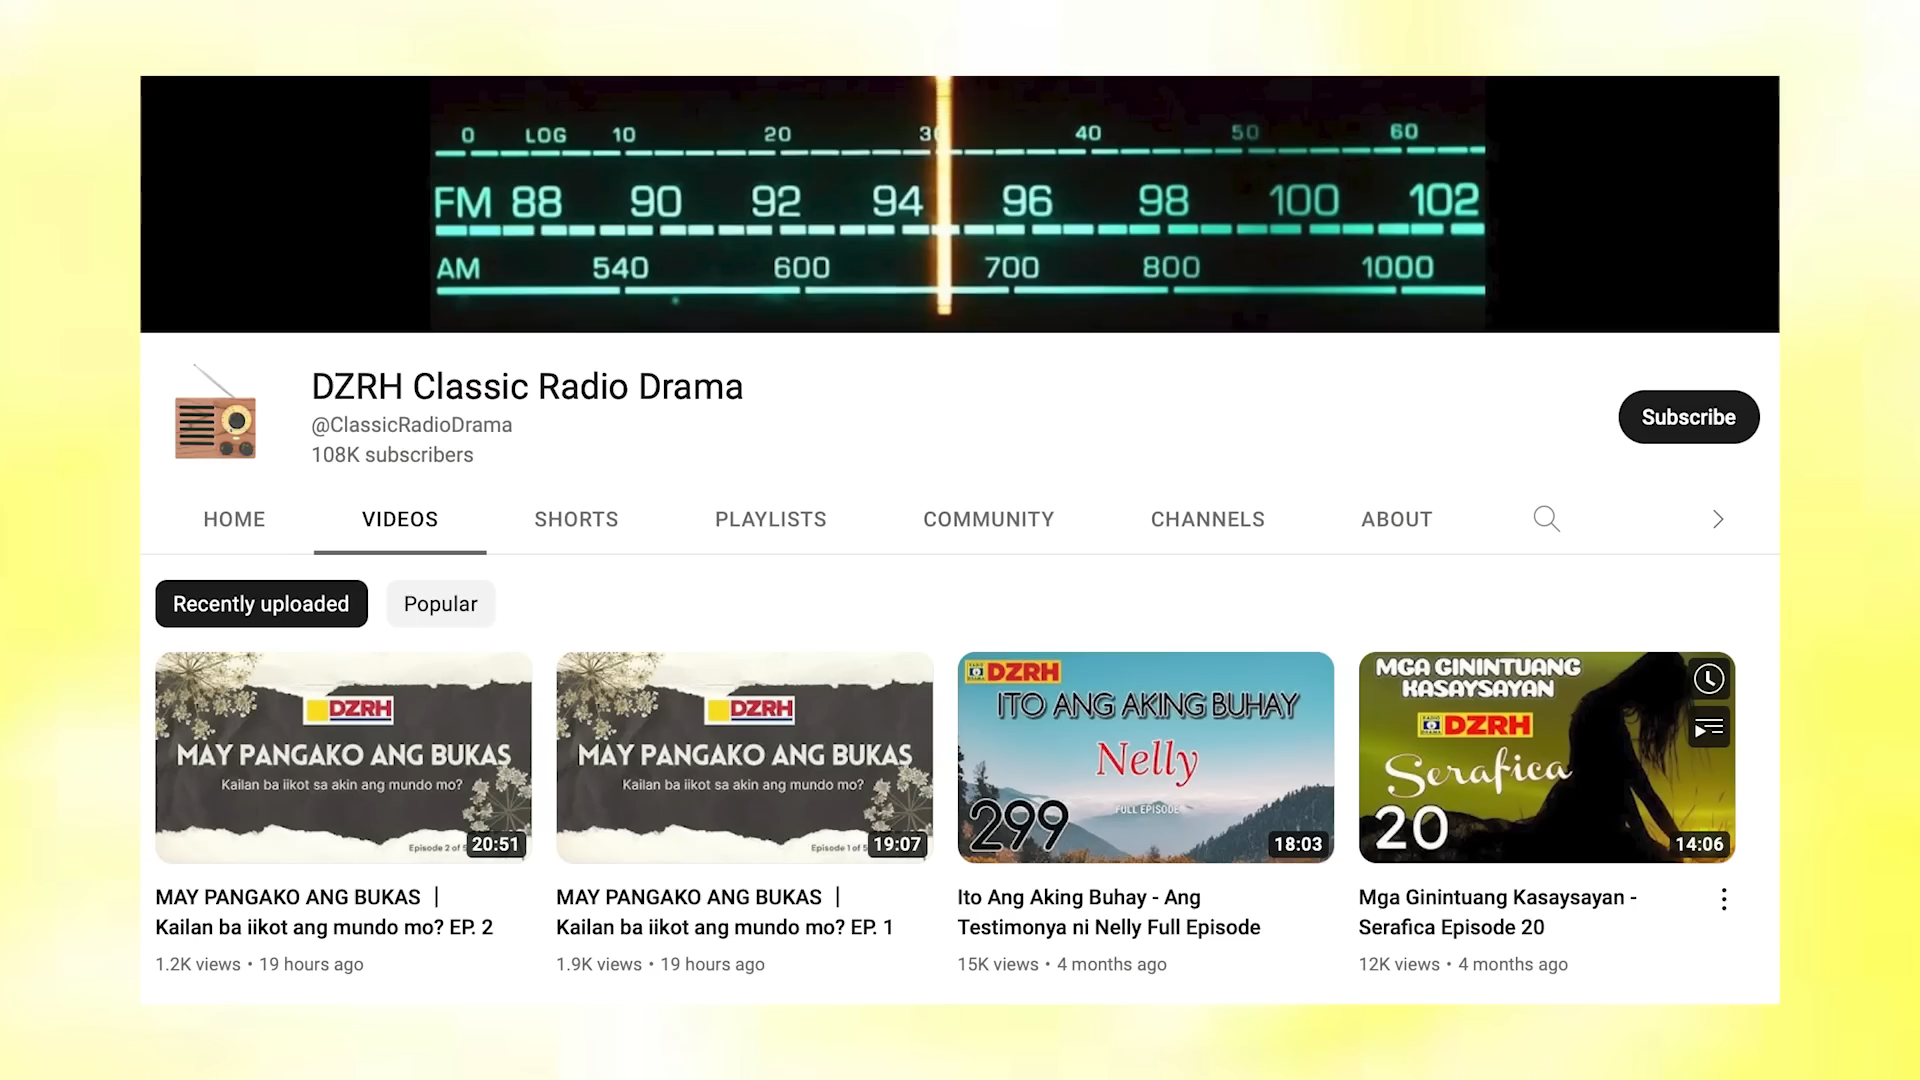 0 LOG 10 20 30 40 50 60
FM 88 90 92 94 96 98 100 102
AM 540 600 700 800 1000
DZRH Classic Radio Drama
@ClassicRadioDrama
108K subscribers
Subscribe
HOME VIDEOS SHORTS PLAYLISTS COMMUNITY CHANNELS ABOUT
Recently uploaded Popular
DZRH
MAY PANGAKO ANG BUKAS
Kailan ba iikot sa akin ang mundo mo?
Episode 2 of
20:51
DZRH
MAY PANGAKO ANG BUKAS
Kailan ba iikot sa akin ang mundo mo?
Episode 1 of
19:07
DZRH
ITO ANG AKING BUHAY
Nelly
FULL EPISODE
299
18:03
MGA GININTUANG
KASAYSAYAN
DZRH
Serafica
20
14:06
MAY PANGAKO ANG BUKAS |
Kailan ba iikot ang mundo mo? EP. 2
1.2K views • 19 hours ago
MAY PANGAKO ANG BUKAS |
Kailan ba iikot ang mundo mo? EP. 1
1.9K views • 19 hours ago
Ito Ang Aking Buhay - Ang
Testimonya ni Nelly Full Episode
15K views • 4 months ago
Mga Ginintuang Kasaysayan -
Serafica Episode 20
12K views • 4 months ago